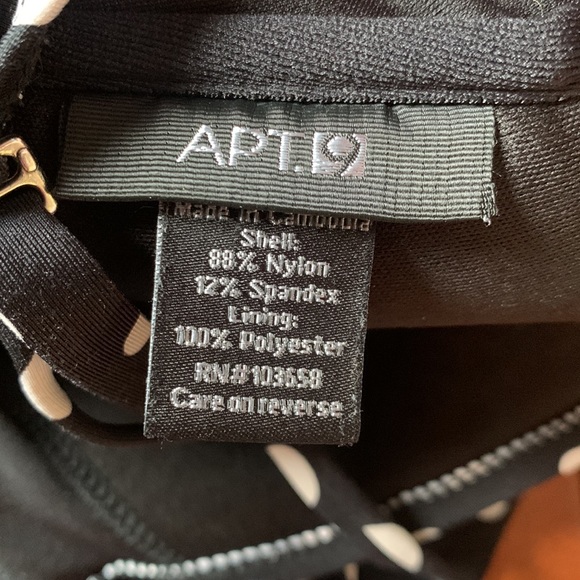 APT.9
Made in Cambodia
Shell:
88% Nylon
12% Spandex
Lining:
100% Polyester
RN#103658
Care on reverse